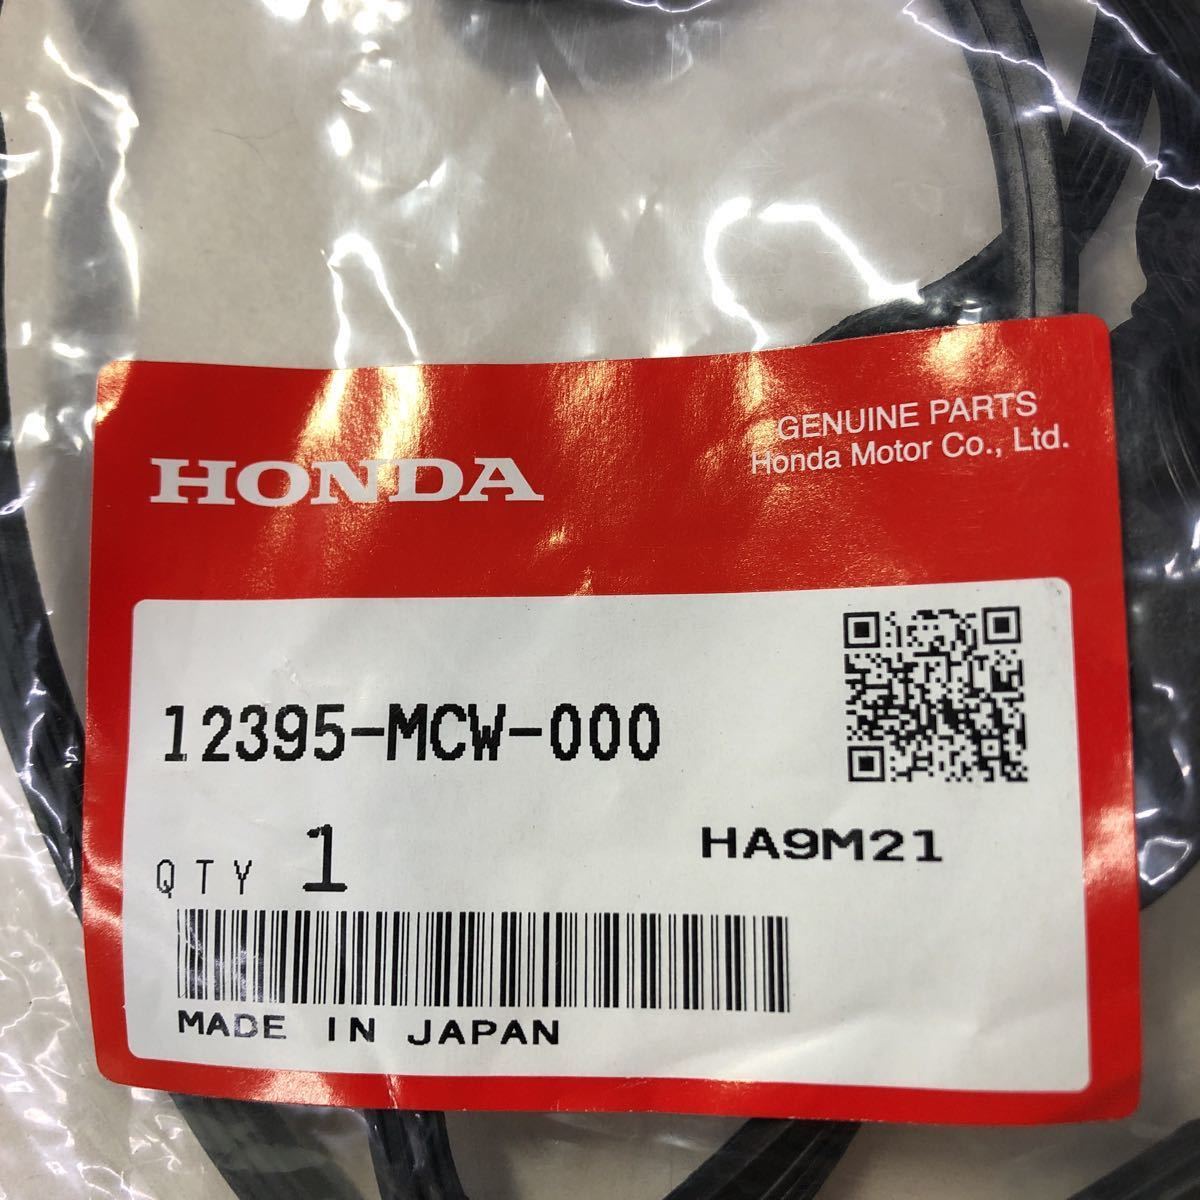 HONDA
GENUINE PARTS
Honda Motor Co., Ltd.
12395-MCW-000
QTY 1
HA9M21
MADE IN JAPAN